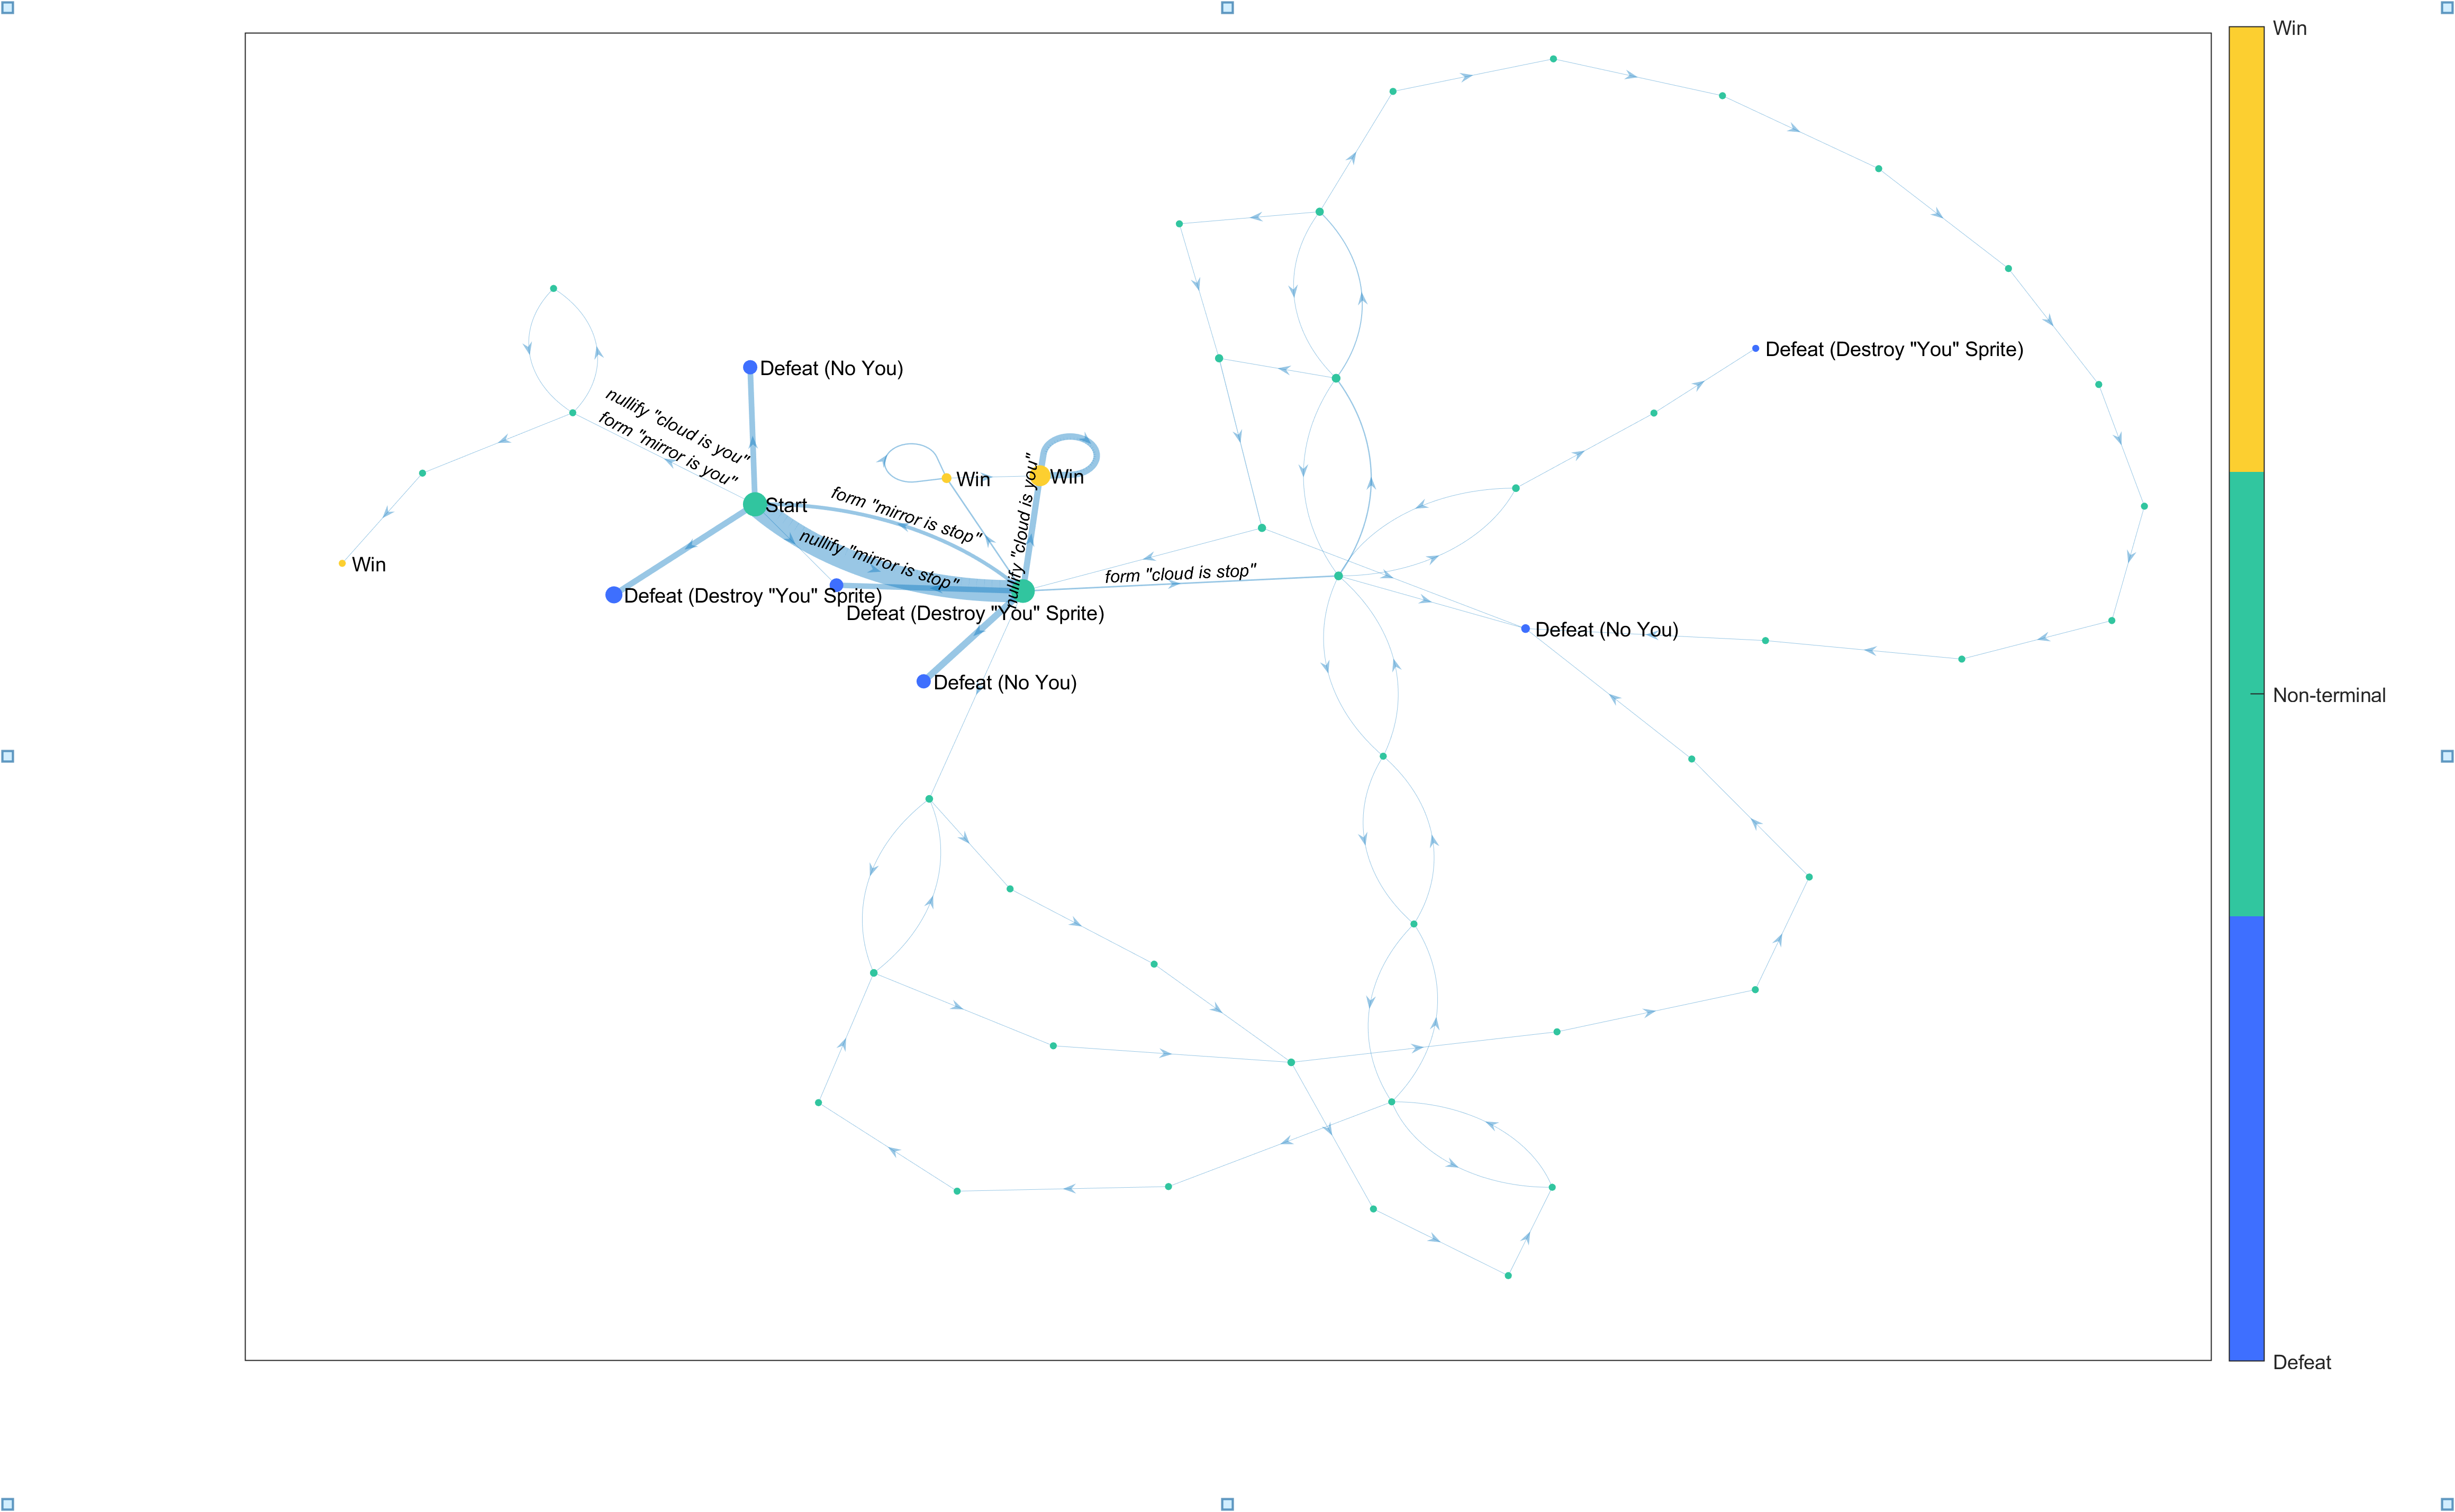 Win
Defeat (Destroy "You" Sprite)
Defeat (No You)
nullify "cloud is you"
form "mirror is you"
Win
Win
nullify "cloud is you"
Start
form "mirror is stop"
nullify "mirror is stop"
Win
form "cloud is stop"
Defeat (Destroy "You" Sprite)
Defeat (Destroy "You" Sprite)
Defeat (No You)
Defeat (No You)
Non-terminal
Defeat